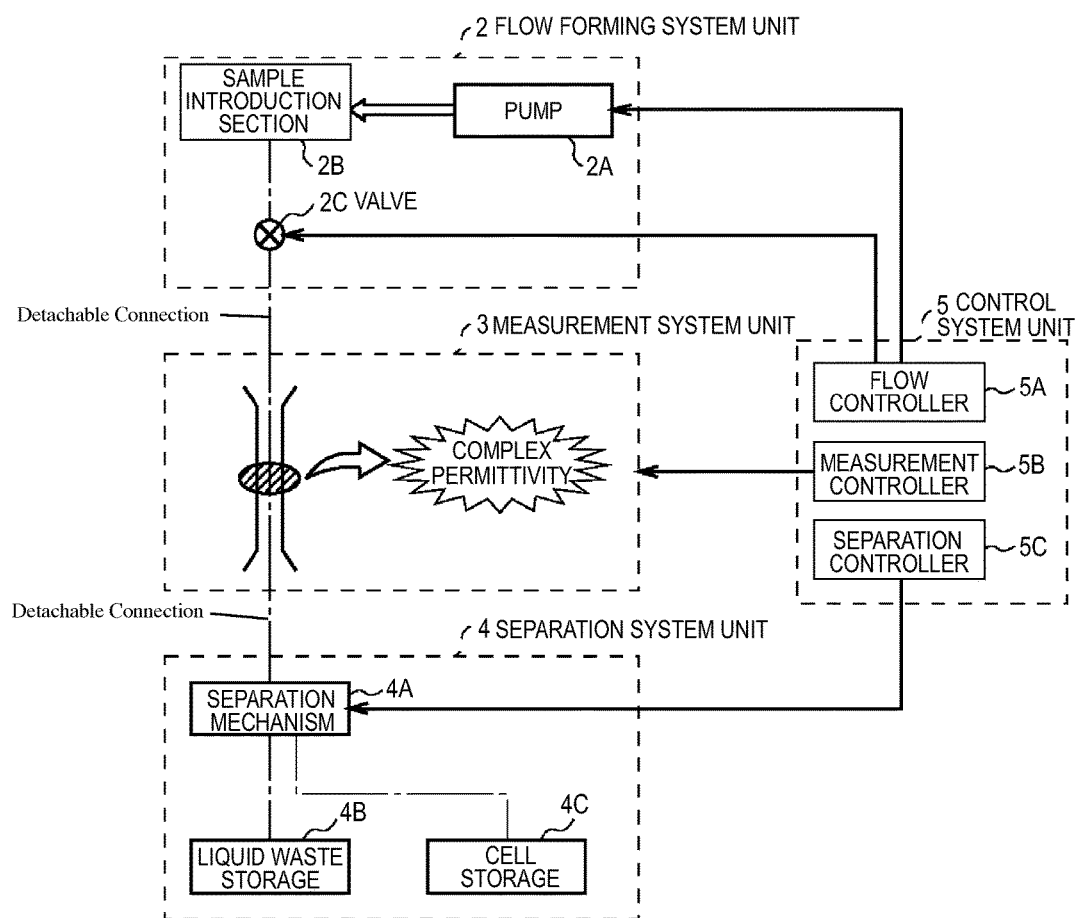 2 FLOW FORMING SYSTEM UNIT
SAMPLE
INTRODUCTION
SECTION
2B
PUMP
2A
2C VALVE
Detachable Connection
3 MEASUREMENT SYSTEM UNIT
5 CONTROL
SYSTEM UNIT
FLOW
CONTROLLER
5A
COMPLEX
PERMITTIVITY
MEASUREMENT
CONTROLLER
5B
SEPARATION
CONTROLLER
5C
Detachable Connection
4 SEPARATION SYSTEM UNIT
SEPARATION
MECHANISM
4A
4B
LIQUID WASTE
STORAGE
4C
CELL
STORAGE